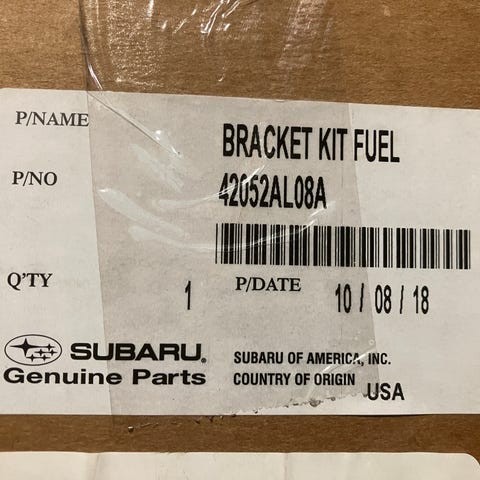 P/NAME BRACKET KIT FUEL
P/NO 42052AL08A
Q'TY 1 P/DATE 10 / 08 / 18
SUBARU. SUBARU OF AMERICA, INC.
Genuine Parts COUNTRY OF ORIGIN USA